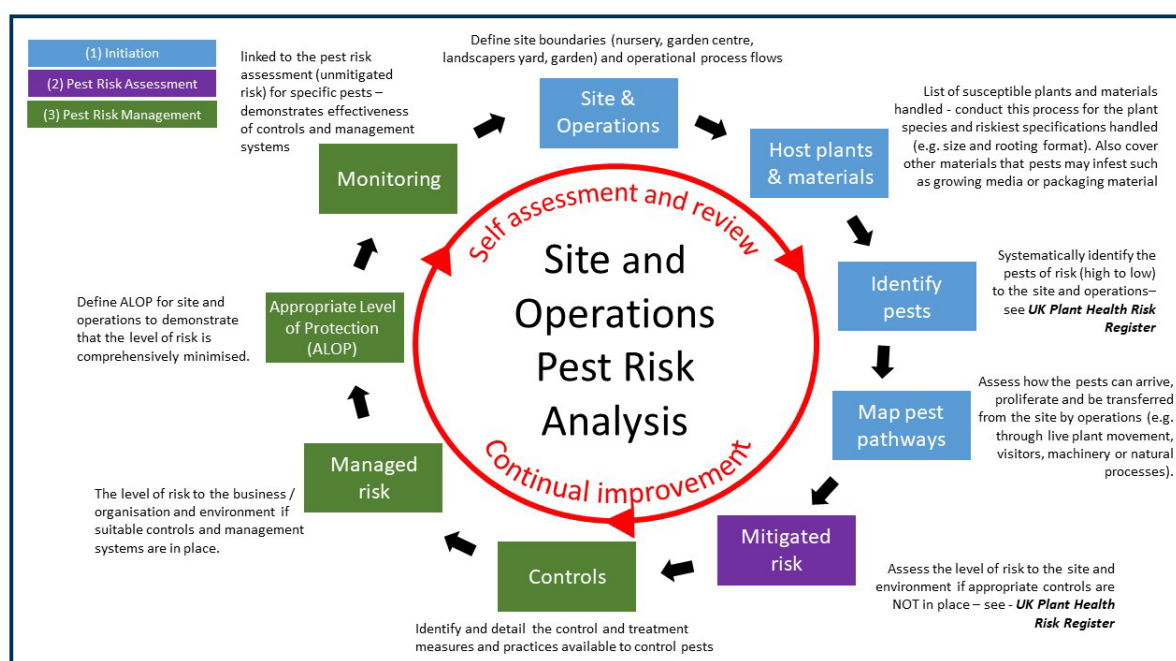 (1) Initiation
(2) Pest Risk Assessment
(3) Pest Risk Management
linked to the pest risk
assessment (unmitigated
risk) for specific pests –
demonstrates effectiveness
of controls and management
systems
Define site boundaries (nursery, garden centre,
landscapers yard, garden) and operational process flows
Site &
Operations
List of susceptible plants and materials
handled - conduct this process for the plant
species and riskiest specifications handled
(e.g. size and rooting format). Also cover
other materials that pests may infest such
as growing media or packaging material
Host plants
& materials
Monitoring
Self assessment and review
Site and
Operations
Pest Risk
Analysis
Continual improvement
Systematically identify the
pests of risk (high to low)
to the site and operations–
see UK Plant Health Risk
Register
Identify
pests
Define ALOP for site and
operations to demonstrate
that the level of risk is
comprehensively minimised.
Appropriate Level
of Protection
(ALOP)
Assess how the pests can arrive,
proliferate and be transferred
from the site by operations (e.g.
through live plant movement,
visitors, machinery or natural
processes).
Map pest
pathways
Managed
risk
The level of risk to the business /
organisation and environment if
suitable controls and management
systems are in place.
Mitigated
risk
Assess the level of risk to the site and
environment if appropriate controls are
NOT in place – see - UK Plant Health
Risk Register
Controls
Identify and detail the control and treatment
measures and practices available to control pests